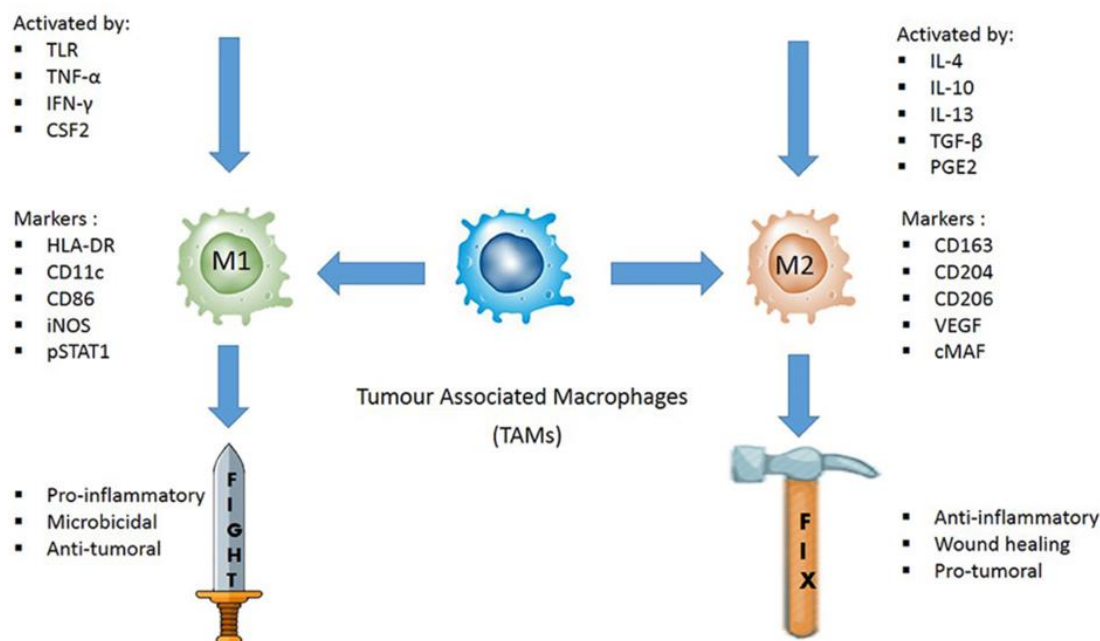 Activated by:
▪ TLR
▪ TNF-α
▪ IFN-γ
▪ CSF2
Activated by:
▪ IL-4
▪ IL-10
▪ IL-13
▪ TGF-β
▪ PGE2
Markers :
▪ HLA-DR
▪ CD11c
▪ CD86
▪ iNOS
▪ pSTAT1
M1
M2
Markers :
▪ CD163
▪ CD204
▪ CD206
▪ VEGF
▪ cMAF
Tumour Associated Macrophages
(TAMs)
▪ Pro-inflammatory
▪ Microbicidal
▪ Anti-tumoral
FIGHT
FIX
▪ Anti-inflammatory
▪ Wound healing
▪ Pro-tumoral